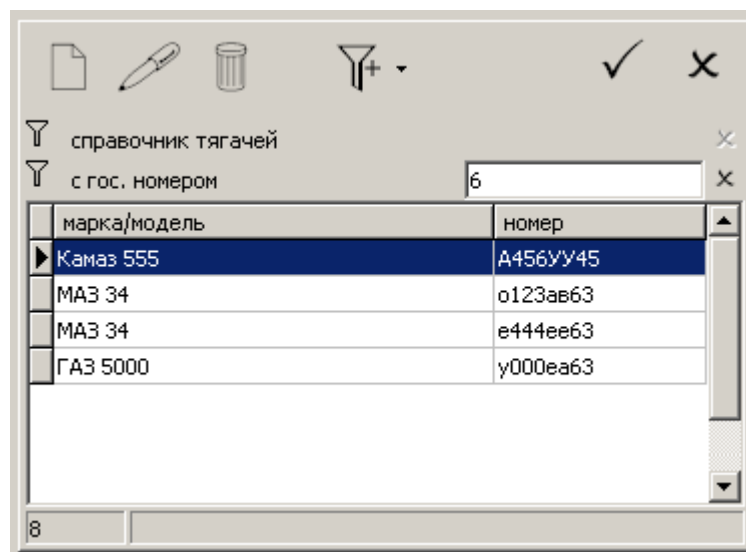 справочник тягачей
с гос. номером 6
марка/модель номер
Камаз 555 А456УУ45
МАЗ 34 о123ав63
МАЗ 34 е444ее63
ГАЗ 5000 у000еа63
8